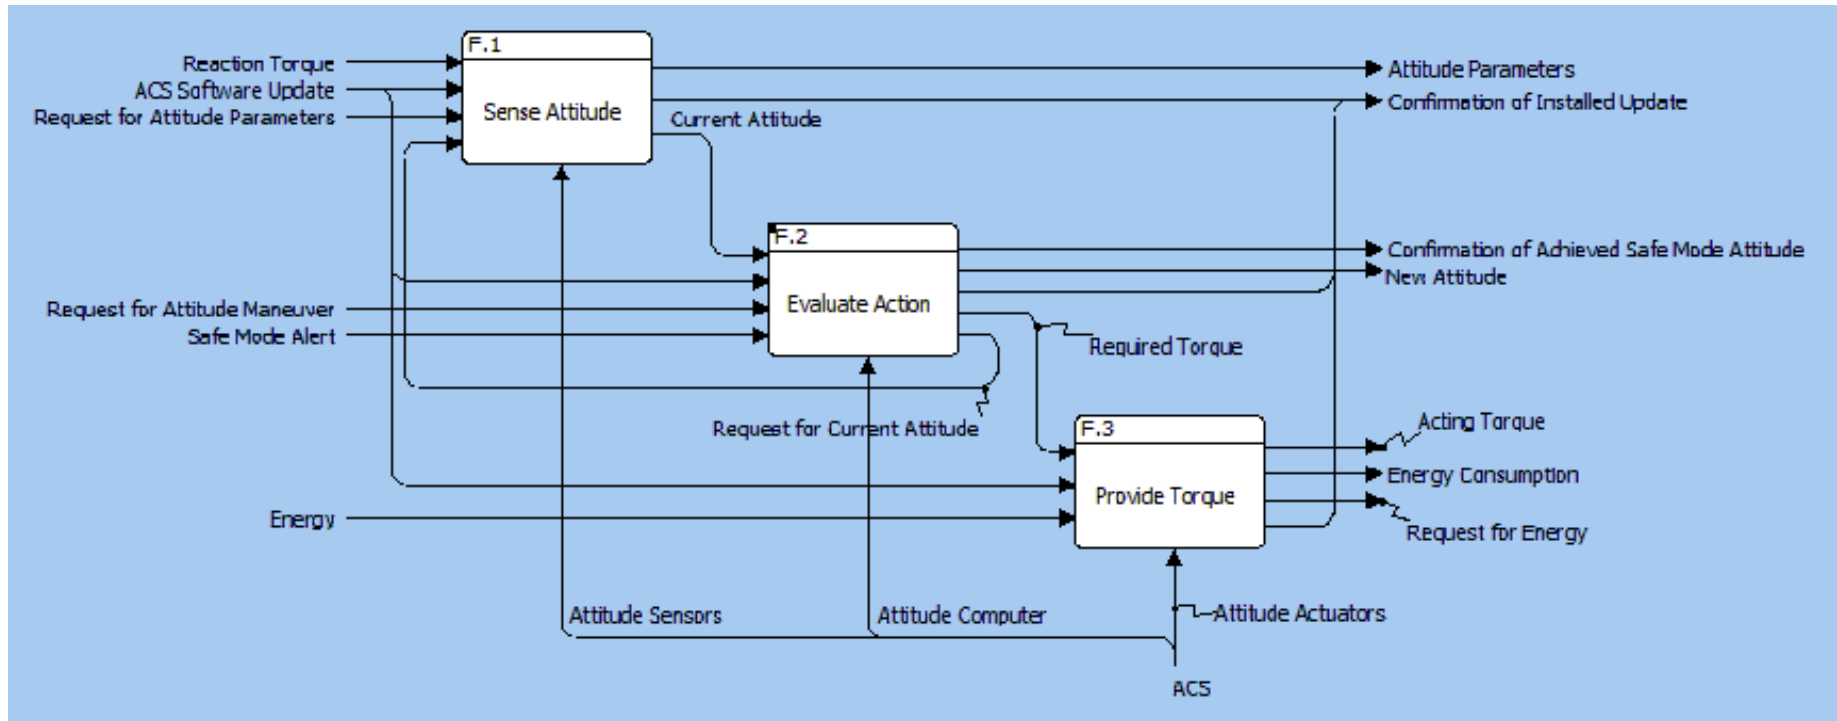 F.1
Reaction Torque
Attitude Parameters
ACS Software Update
Confirmation of Installed Update
Sense Attitude
Request for Attitude Parameters
Current Attitude
F.2
Confirmation of Achieved Safe Mode Attitude
New Attitude
Evaluate Action
Request for Attitude Maneuver
Safe Mode Alert
Required Torque
Request for Current Attitude
F.3
Acting Torque
Energy Consumption
Provide Torque
Energy
Request for Energy
Attitude Sensors
Attitude Computer
Attitude Actuators
ACS